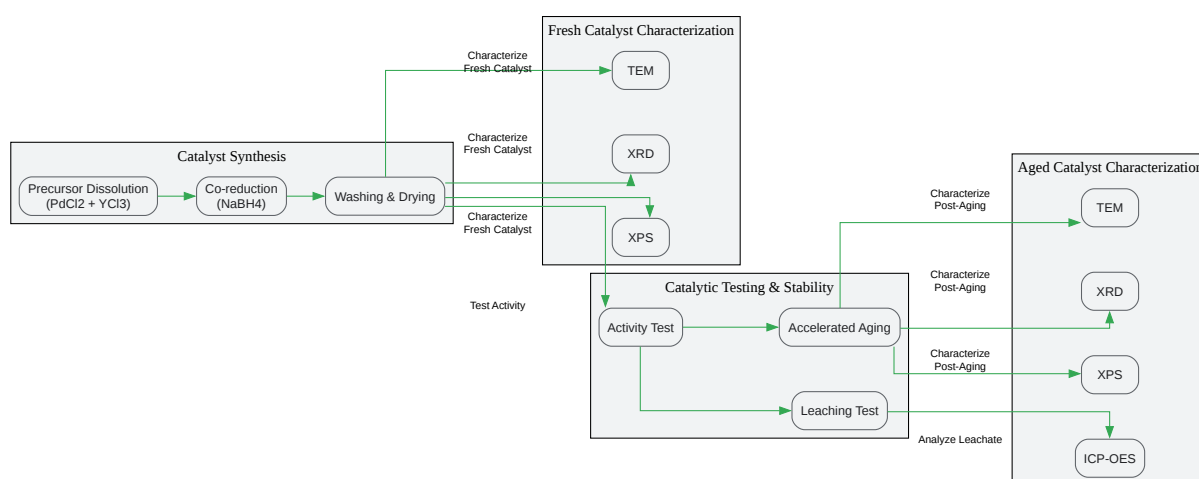 Fresh Catalyst Characterization
Characterize
Fresh Catalyst
TEM
Characterize
Fresh Catalyst
XRD
Catalyst Synthesis
Precursor Dissolution
(PdCl2 + YCl3)
Co-reduction
(NaBH4)
Washing & Drying
Characterize
Fresh Catalyst
XPS
Test Activity
Catalytic Testing & Stability
Activity Test
Accelerated Aging
Leaching Test
Aged Catalyst Characterization
Characterize
Post-Aging
TEM
Characterize
Post-Aging
XRD
Characterize
Post-Aging
XPS
Analyze Leachate
ICP-OES